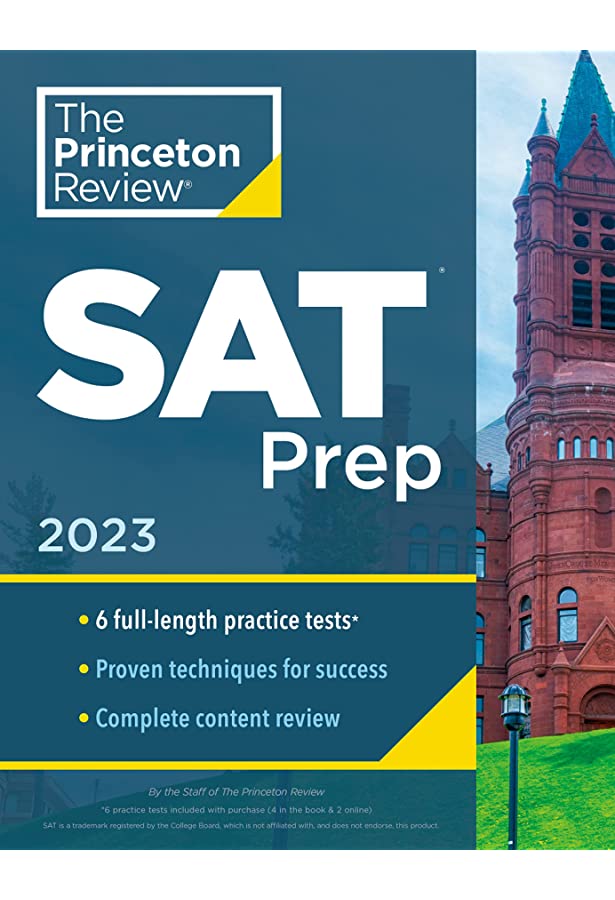 The
Princeton
Review®
SAT®
Prep
2023
• 6 full-length practice tests*
• Proven techniques for success
• Complete content review
By the Staff of The Princeton Review
*6 practice tests included with purchase (4 in the book & 2 online)
SAT is a trademark registered by the College Board, which is not affiliated with, and does not endorse, this product.